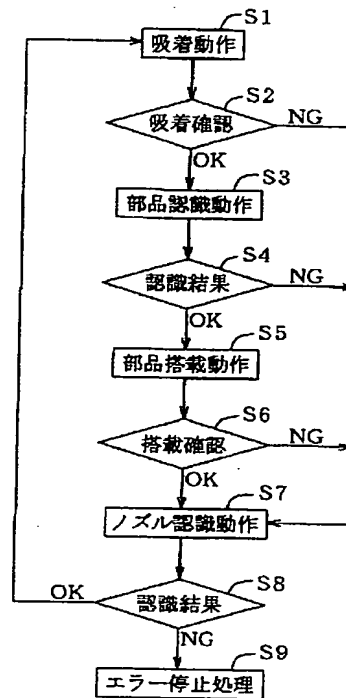 S1
吸着動作
S2
吸着確認
NG
OK
S3
部品認識動作
S4
認識結果
NG
OK
S5
部品搭載動作
S6
搭載確認
NG
OK
S7
ノズル認識動作
S8
OK
認識結果
NG
S9
エラー停止処理